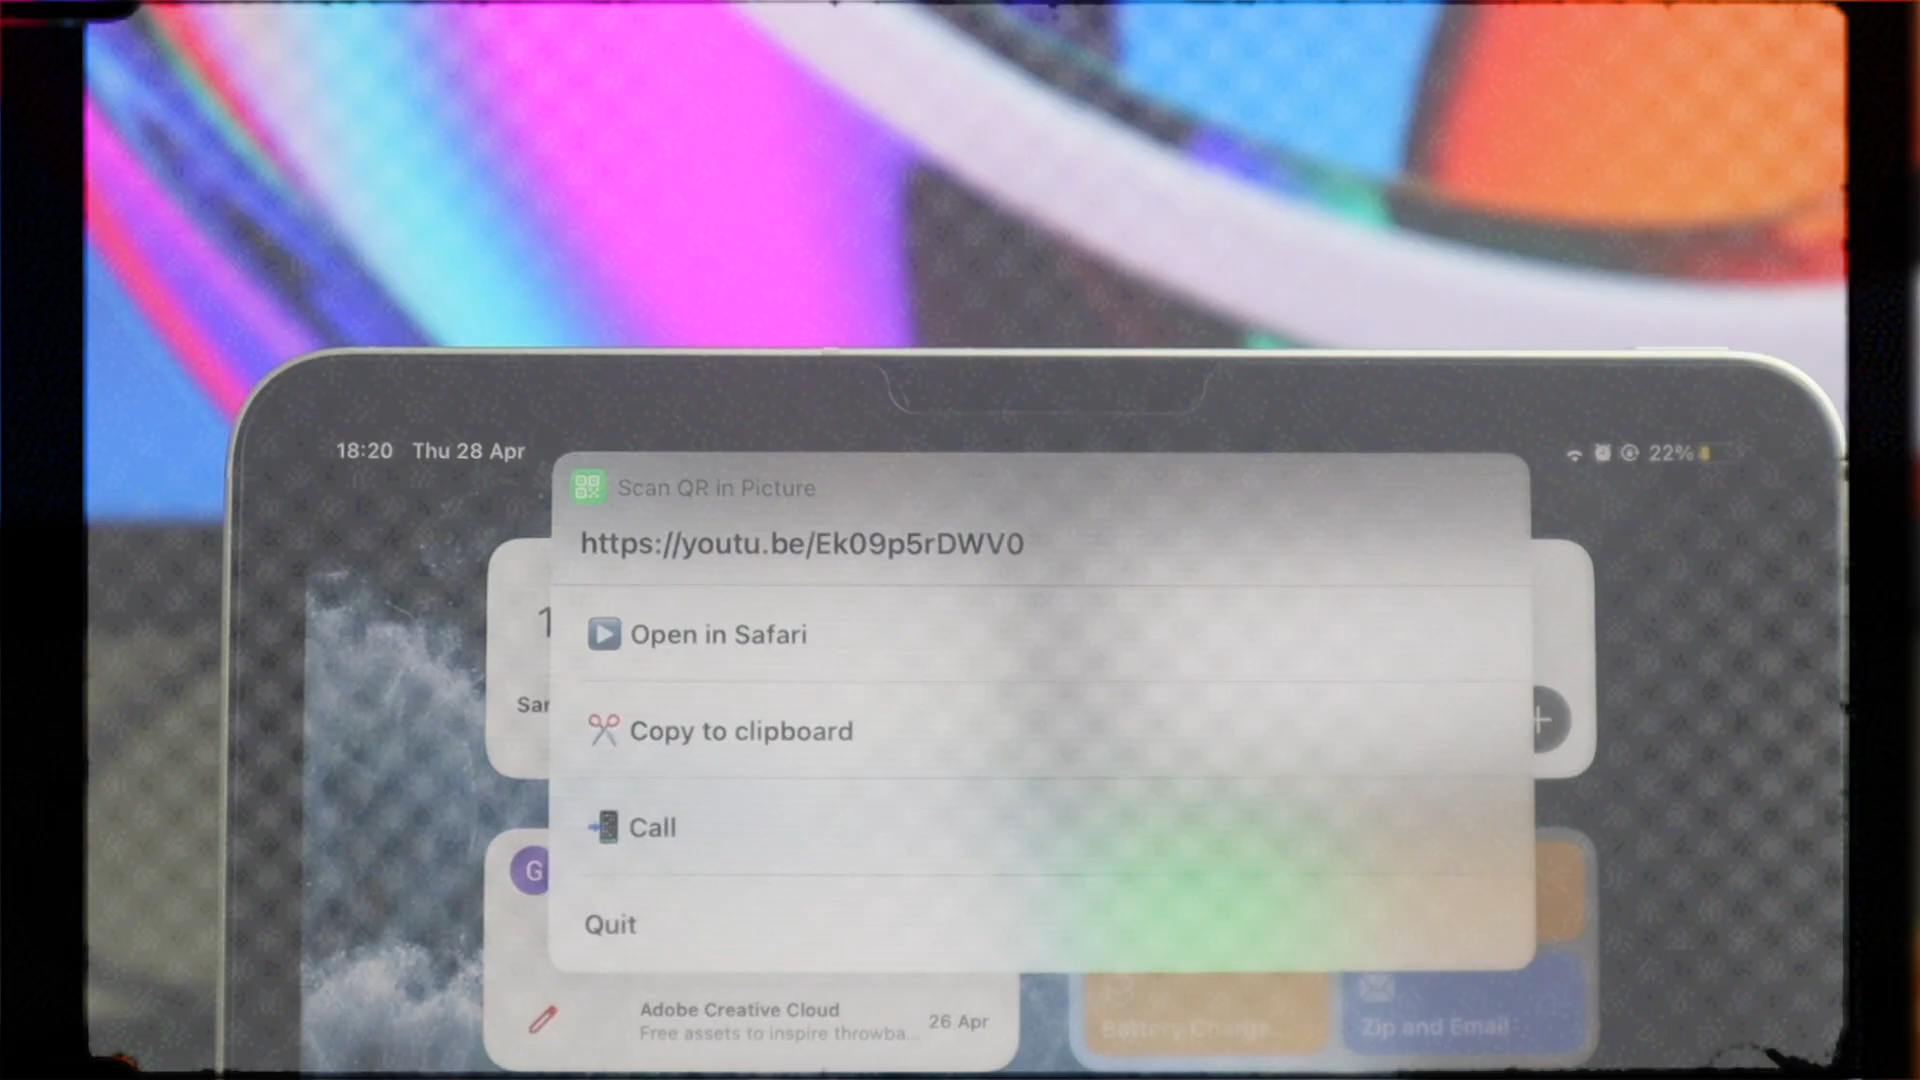 18:20 Thu 28 Apr
22%
Scan QR in Picture
https://youtu.be/Ek09p5rDWV0
Open in Safari
Copy to clipboard
Call
Quit
G
Adobe Creative Cloud
Free assets to inspire throwba...
26 Apr
Battery Charge
Zip and Email